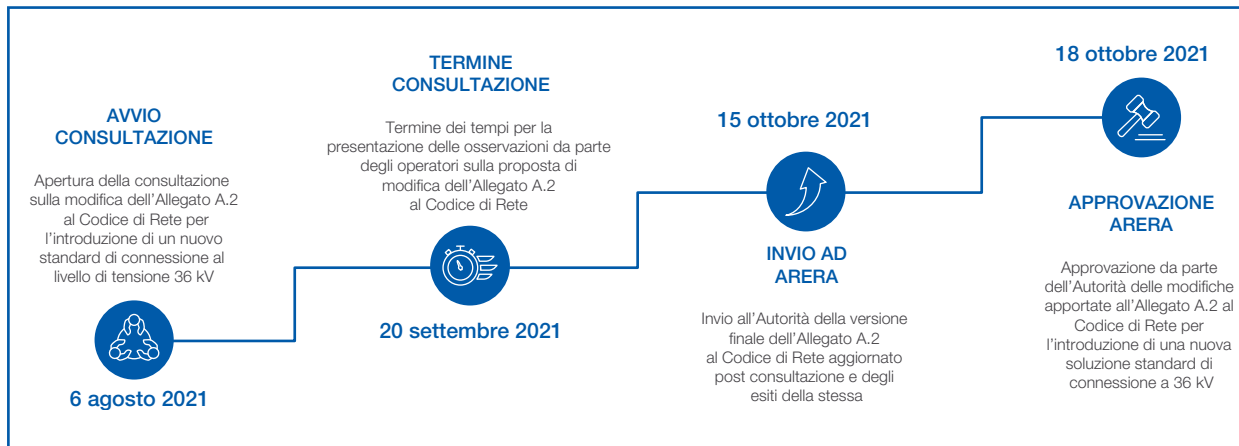 AVVIO
CONSULTAZIONE
Apertura della consultazione
sulla modifica dell'Allegato A.2
al Codice di Rete per
l'introduzione di un nuovo
standard di connessione al
livello di tensione 36 kV
6 agosto 2021
TERMINE
CONSULTAZIONE
Termine dei tempi per la
presentazione delle osservazioni da parte
degli operatori sulla proposta di
modifica dell'Allegato A.2
al Codice di Rete
20 settembre 2021
15 ottobre 2021
INVIO AD
ARERA
Invio all'Autorità della versione
finale dell'Allegato A.2
al Codice di Rete aggiornato
post consultazione e degli
esiti della stessa
18 ottobre 2021
APPROVAZIONE
ARERA
Approvazione da parte
dell'Autorità delle modifiche
apportate all'Allegato A.2 al
Codice di Rete per
l'introduzione di una nuova
soluzione standard di
connessione a 36 kV